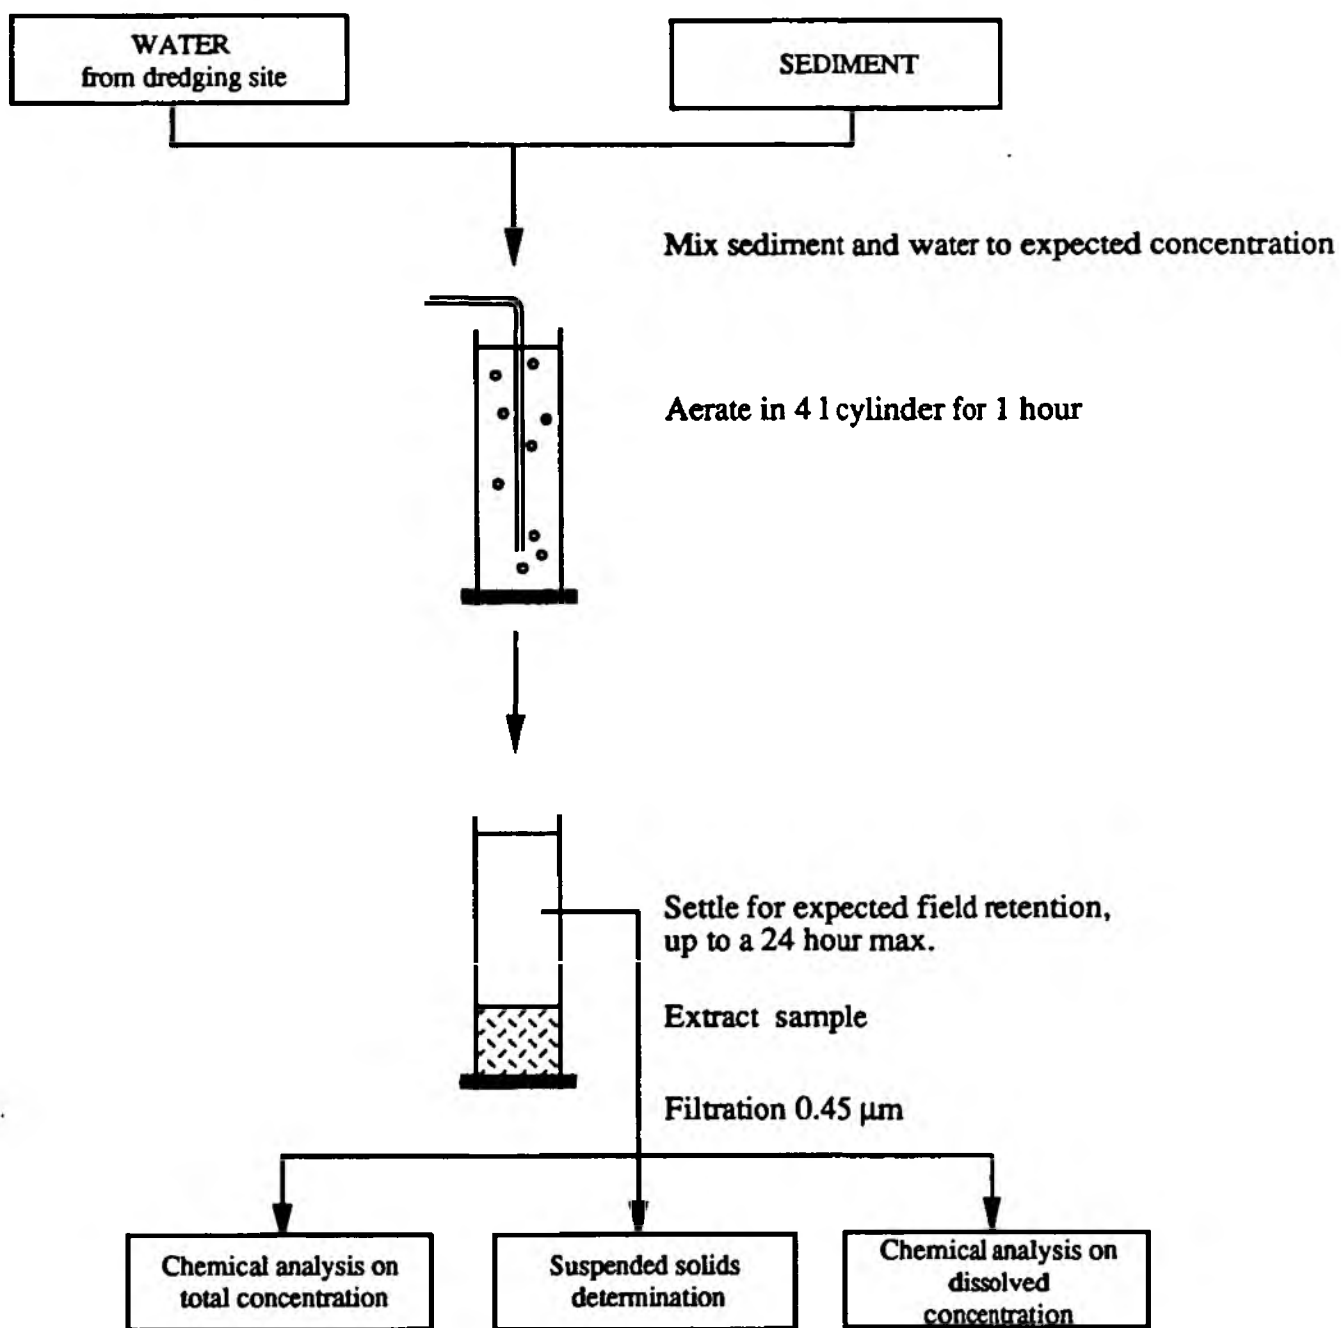 WATER
from dredging site
SEDIMENT
Mix sediment and water to expected concentration
Aerate in 4 l cylinder for 1 hour
Settle for expected field retention,
up to a 24 hour max.
Extract sample
Filtration 0.45 µm
Chemical analysis on
total concentration
Suspended solids
determination
Chemical analysis on
dissolved
concentration